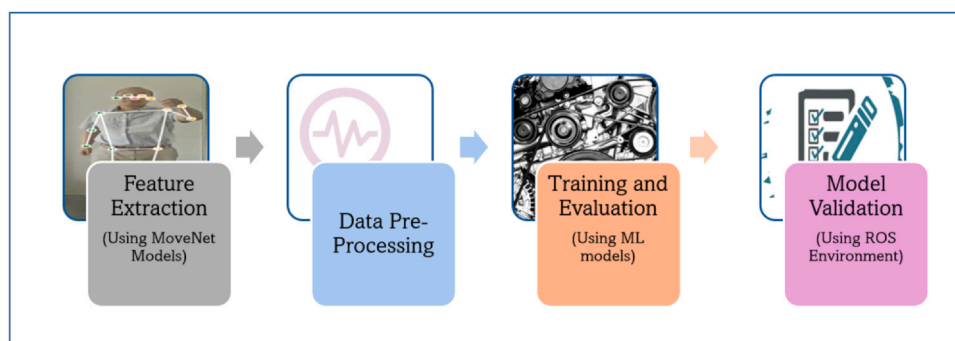 Feature
Extraction
(Using MoveNet
Models)
Data Pre-
Processing
Training and
Evaluation
(Using ML
models)
Model
Validation
(Using ROS
Environment)